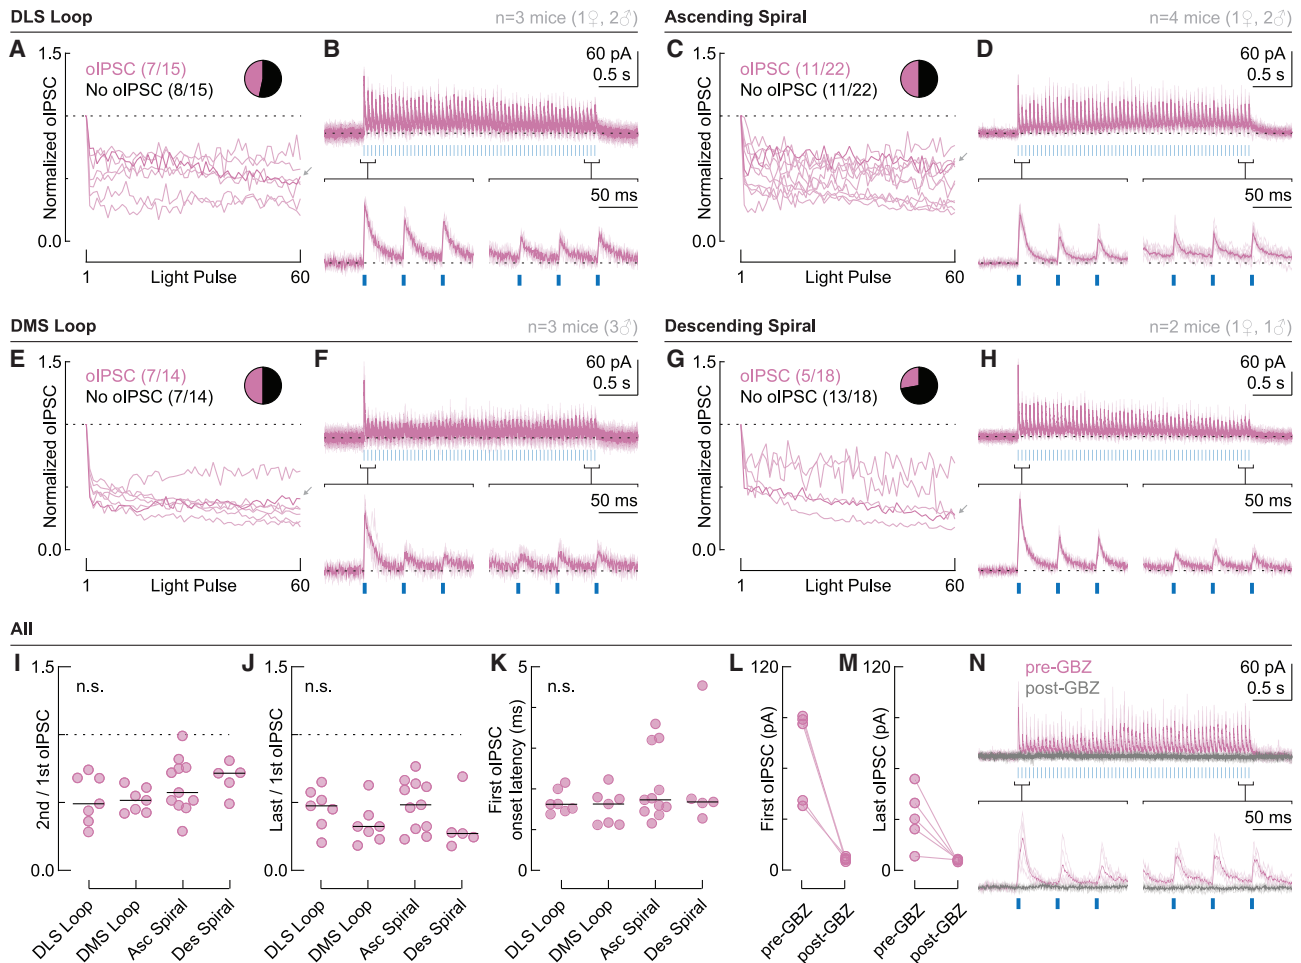 DLS Loop
n=3 mice (1♀, 2♂)
Ascending Spiral
n=4 mice (1♀, 2♂)
A
1.5
oIPSC (7/15)
No oIPSC (8/15)
Normalized oIPSC
0.0
1
Light Pulse
60
B
60 pA
0.5 s
50 ms
C
1.5
oIPSC (11/22)
No oIPSC (11/22)
Normalized oIPSC
0.0
1
Light Pulse
60
D
60 pA
0.5 s
50 ms
DMS Loop
n=3 mice (3♂)
Descending Spiral
n=2 mice (1♀, 1♂)
E
1.5
oIPSC (7/14)
No oIPSC (7/14)
Normalized oIPSC
0.0
1
Light Pulse
60
F
60 pA
0.5 s
50 ms
G
1.5
oIPSC (5/18)
No oIPSC (13/18)
Normalized oIPSC
0.0
1
Light Pulse
60
H
60 pA
0.5 s
50 ms
All
I
1.5
n.s.
2nd / 1st oIPSC
0.0
DLS Loop
DMS Loop
Asc Spiral
Des Spiral
J
1.5
n.s.
Last / 1st oIPSC
0.0
DLS Loop
DMS Loop
Asc Spiral
Des Spiral
K
5
n.s.
First oIPSC
onset latency (ms)
0
DLS Loop
DMS Loop
Asc Spiral
Des Spiral
L
120
First oIPSC (pA)
0
pre-GBZ
post-GBZ
M
120
Last oIPSC (pA)
0
pre-GBZ
post-GBZ
N
pre-GBZ
post-GBZ
60 pA
0.5 s
50 ms